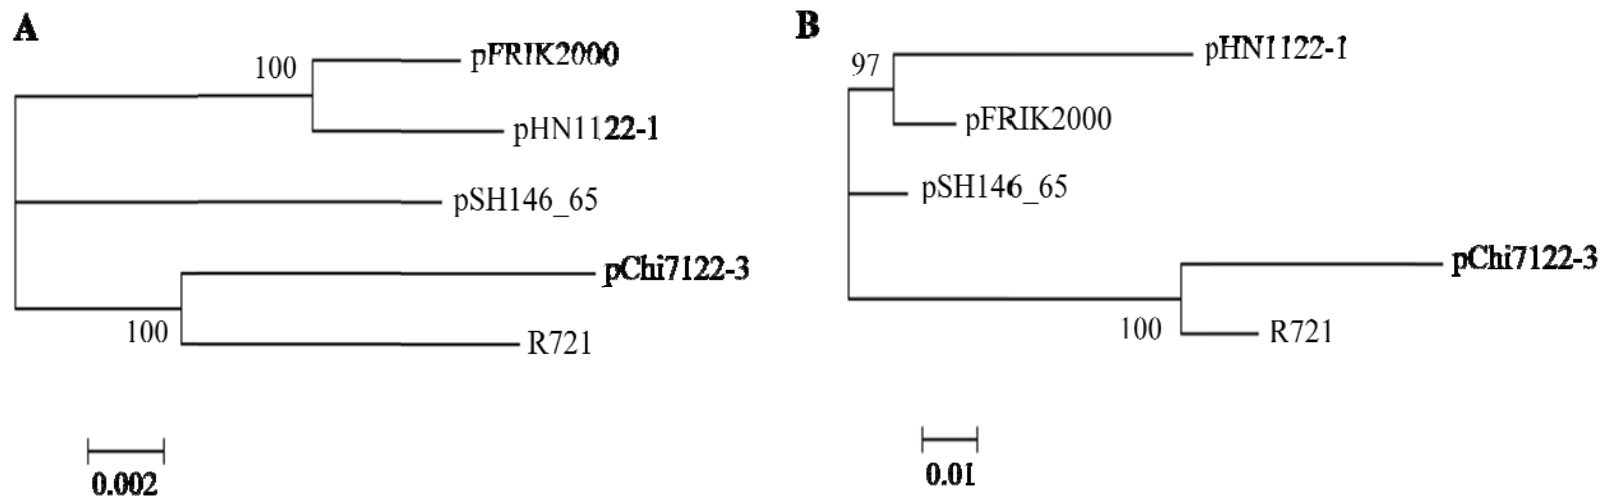 A
100
pFRIK2000
pHN1122-1
pSH146_65
pChi7122-3
100
R721
0.002
B
97
pHN1122-1
pFRIK2000
pSH146_65
pChi7122-3
100
R721
0.01